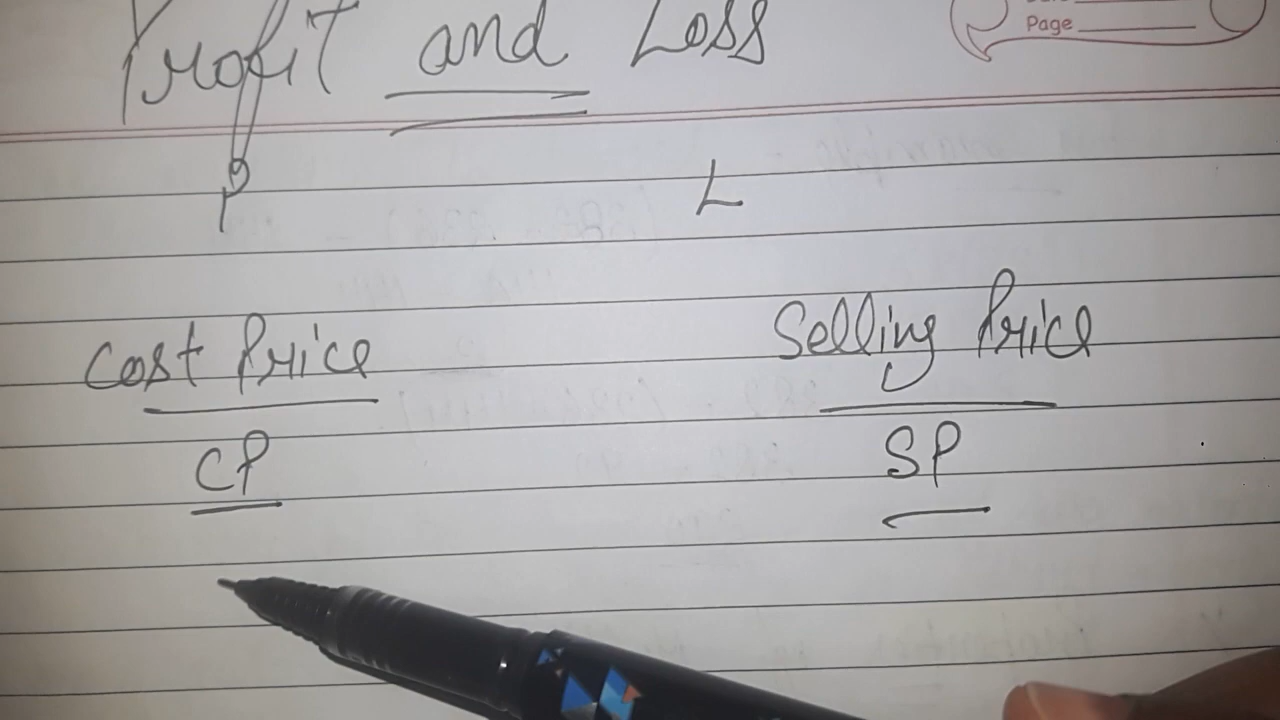 Profit and Loss
Page
P L
Cost Price Selling Price
CP SP